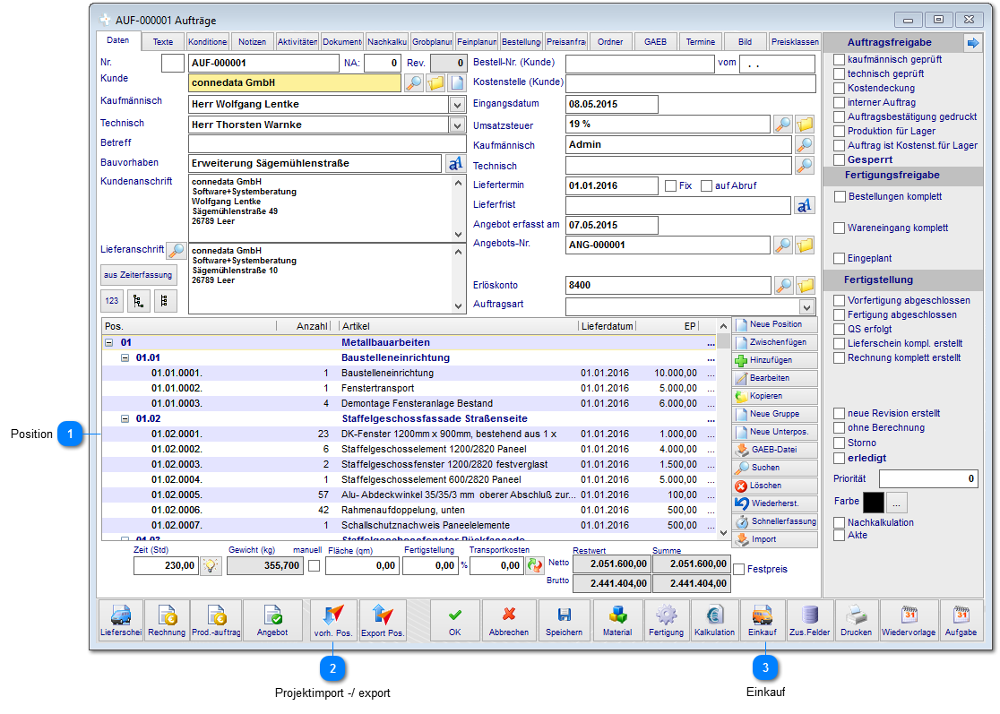 AUF-000001 Aufträge
Daten Texte Konditione Notizen Aktivitäten Dokument Nachkalku Grobplanu Feinplanun Bestellung Preisanfra Ordner GAEB Termine Bild Preisklassen
Nr. AUF-000001 NA: 0 Rev. 0
Kunde connedata GmbH
Kaufmännisch Herr Wolfgang Lentke
Technisch Herr Thorsten Warnke
Betreff
Bauvorhaben Erweiterung Sägemühlenstraße
Kundenanschrift connedata GmbH
Software+Systemberatung
Wolfgang Lentke
Sägemühlenstraße 49
26789 Leer
Lieferanschrift connedata GmbH
Software+Systemberatung
Sägemühlenstraße 10
26789 Leer
aus Zeiterfassung
123
Bestell-Nr. (Kunde) vom . .
Kostenstelle (Kunde)
Eingangsdatum 08.05.2015
Umsatzsteuer 19 %
Kaufmännisch Admin
Technisch
Liefertermin 01.01.2016 Fix auf Abruf
Lieferfrist
Angebot erfasst am 07.05.2015
Angebots-Nr. ANG-000001
Erlöskonto 8400
Auftragsart
Auftragsfreigabe
kaufmännisch geprüft
technisch geprüft
Kostendeckung
interner Auftrag
Auftragsbestätigung gedruckt
Produktion für Lager
Auftrag ist Kostenst.für Lager
Gesperrt
Fertigungsfreigabe
Bestellungen komplett
Wareneingang komplett
Eingeplant
Fertigstellung
Vorfertigung abgeschlossen
Fertigung abgeschlossen
QS erfolgt
Lieferschein kompl. erstellt
Rechnung komplett erstellt
neue Revision erstellt
ohne Berechnung
Storno
erledigt
Priorität 0
Farbe ...
Nachkalkulation
Akte
Pos. Anzahl Artikel Lieferdatum EP
01 Metallbauarbeiten ...
01.01 Baustelleneinrichtung ...
01.01.0001. 1 Baustelleneinrichtung 01.01.2016 10.000,00 ...
01.01.0002. 1 Fenstertransport 01.01.2016 5.000,00 ...
01.01.0003. 4 Demontage Fensteranlage Bestand 01.01.2016 6.000,00 ...
01.02 Staffelgeschossfassade Straßenseite ...
01.02.0001. 23 DK-Fenster 1200mm x 900mm, bestehend aus 1 x 01.01.2016 1.000,00 ...
01.02.0002. 6 Staffelgeschosselement 1200/2820 Paneel 01.01.2016 4.000,00 ...
01.02.0003. 2 Staffelgeschossfenster 1200/2820 festverglast 01.01.2016 1.500,00 ...
01.02.0004. 1 Staffelgeschosselement 600/2820 Paneel 01.01.2016 5.000,00 ...
01.02.0005. 57 Alu- Abdeckwinkel 35/35/3 mm oberer Abschluß zur... 01.01.2016 100,00 ...
01.02.0006. 42 Rahmenaufdoppelung, unten 01.01.2016 500,00 ...
01.02.0007. 1 Schallschutznachweis Paneelelemente 01.01.2016 500,00 ...
01.03 Staffelgeschossfenster Rückfassade
Neue Position
Zwischenfügen
Hinzufügen
Bearbeiten
Kopieren
Neue Gruppe
Neue Unterpos.
GAEB-Datei
Suchen
Löschen
Wiederherst.
Schnellerfassung
Import
Zeit (Std) Gewicht (kg) manuell Fläche (qm) Fertigstellung Transportkosten Restwert Summe
230,00 355,700 0,00 0,00 % 0,00 Netto 2.051.600,00 2.051.600,00 Festpreis
Brutto 2.441.404,00 2.441.404,00
Lieferschei Rechnung Prod.-auftrag Angebot vorh. Pos. Export Pos. OK Abbrechen Speichern Material Fertigung Kalkulation Einkauf Zus.Felder Drucken Wiedervorlage Aufgabe
Position 1
2
Projektimport -/ export
3
Einkauf